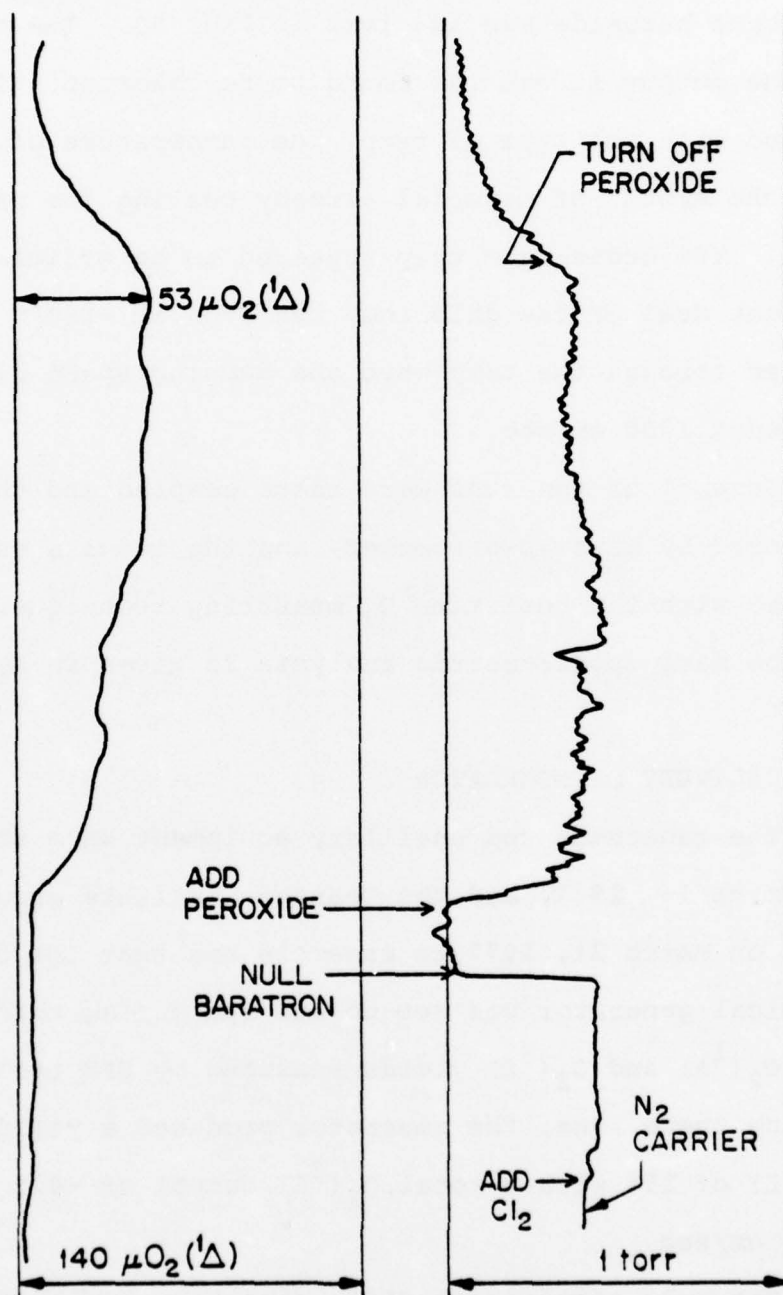 TURN OFF
PEROXIDE
53 μO₂(¹Δ)
ADD
PEROXIDE
NULL
BARATRON
N₂
CARRIER
ADD
Cl₂
140 μO₂(¹Δ)
1 torr